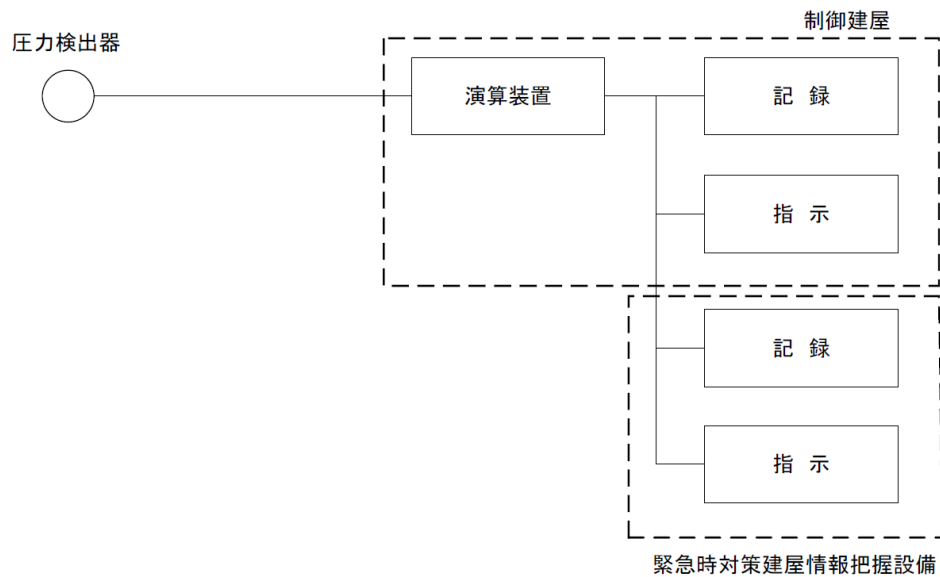 制御建屋
圧力検出器
演算装置
記 録
指 示
記 録
指 示
緊急時対策建屋情報把握設備